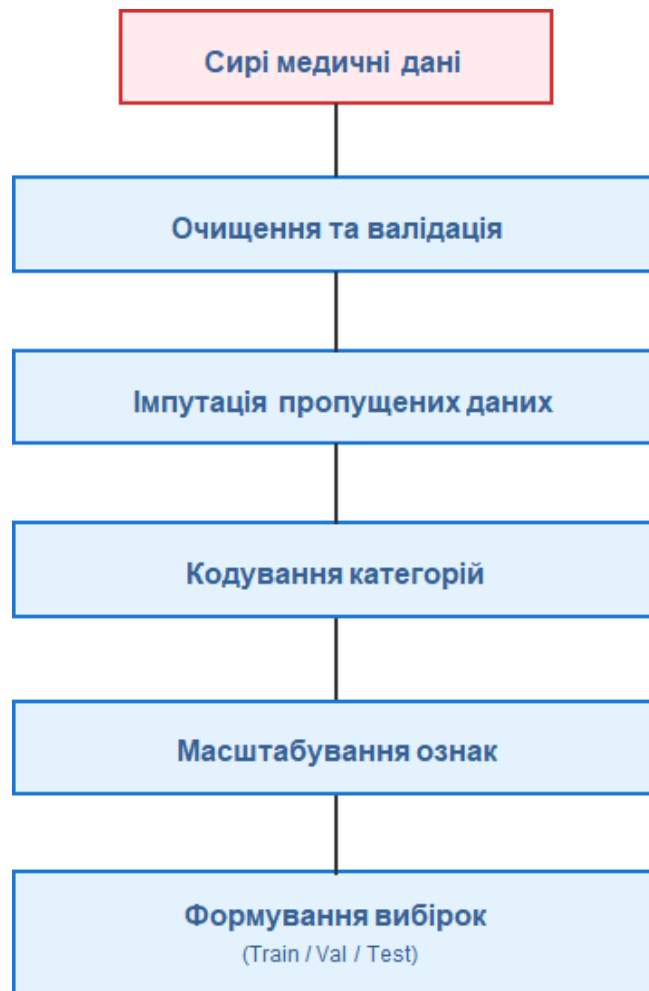 Сирі медичні дані
Очищення та валідація
Імпутація пропущених даних
Кодування категорій
Масштабування ознак
Формування вибірок
(Train / Val / Test)